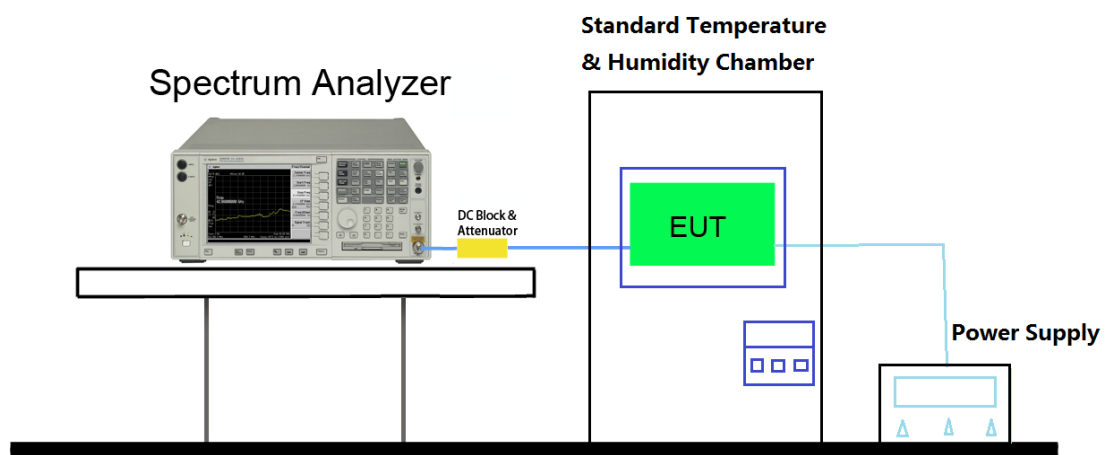 Standard Temperature
& Humidity Chamber
Spectrum Analyzer
DC Block &
Attenuator
EUT
Power Supply